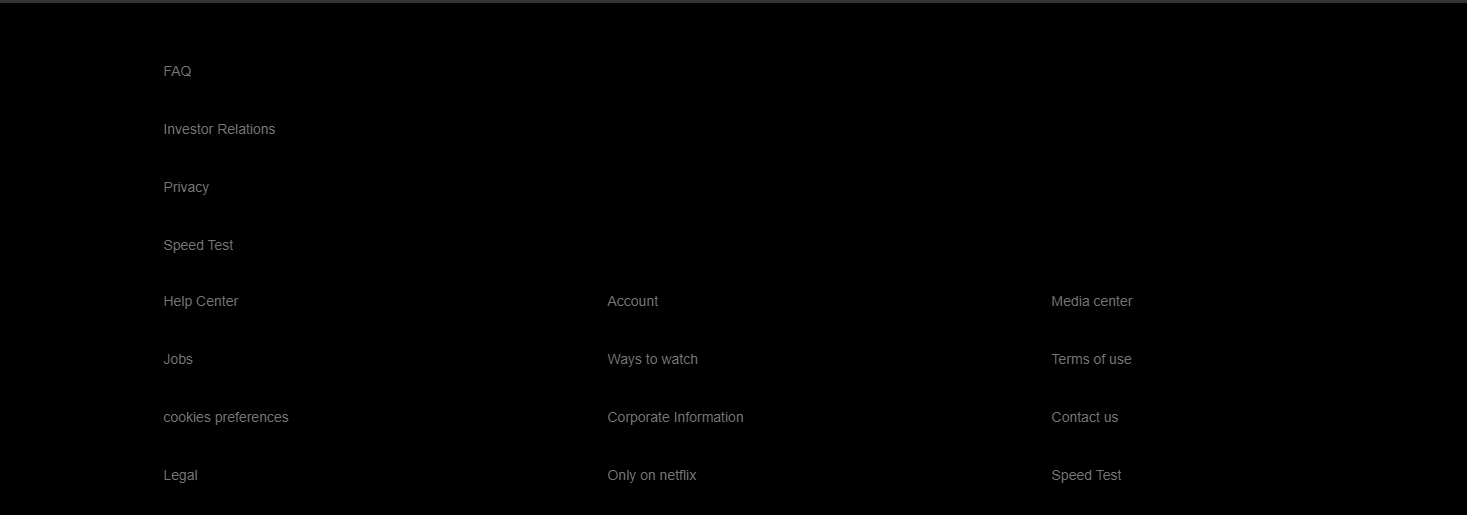 FAQ
Investor Relations
Privacy
Speed Test
Help Center
Jobs
cookies preferences
Legal
Account
Ways to watch
Corporate Information
Only on netflix
Media center
Terms of use
Contact us
Speed Test